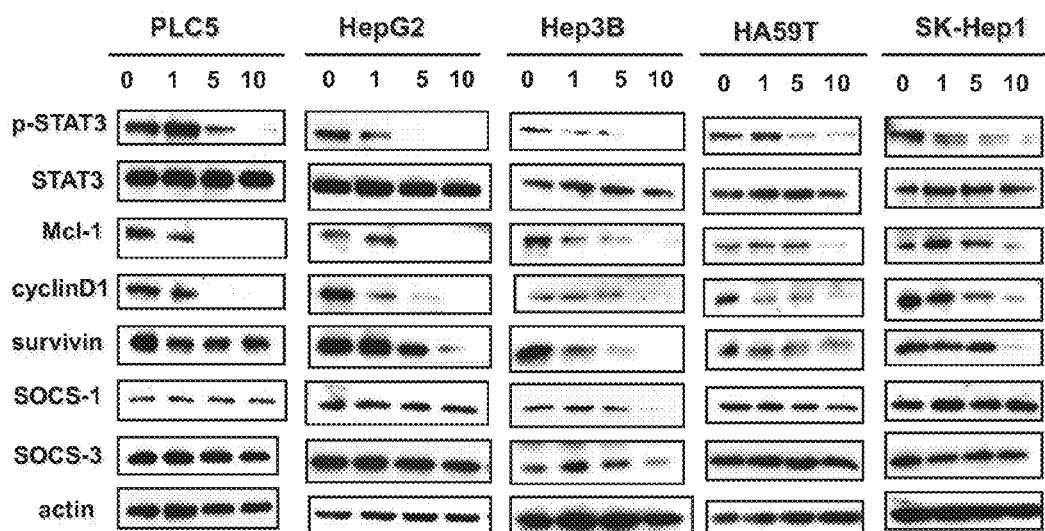 PLC5 HepG2 Hep3B HA59T SK-Hep1
0 1 5 10 0 1 5 10 0 1 5 10 0 1 5 10 0 1 5 10
p-STAT3
STAT3
Mcl-1
cyclinD1
survivin
SOCS-1
SOCS-3
actin